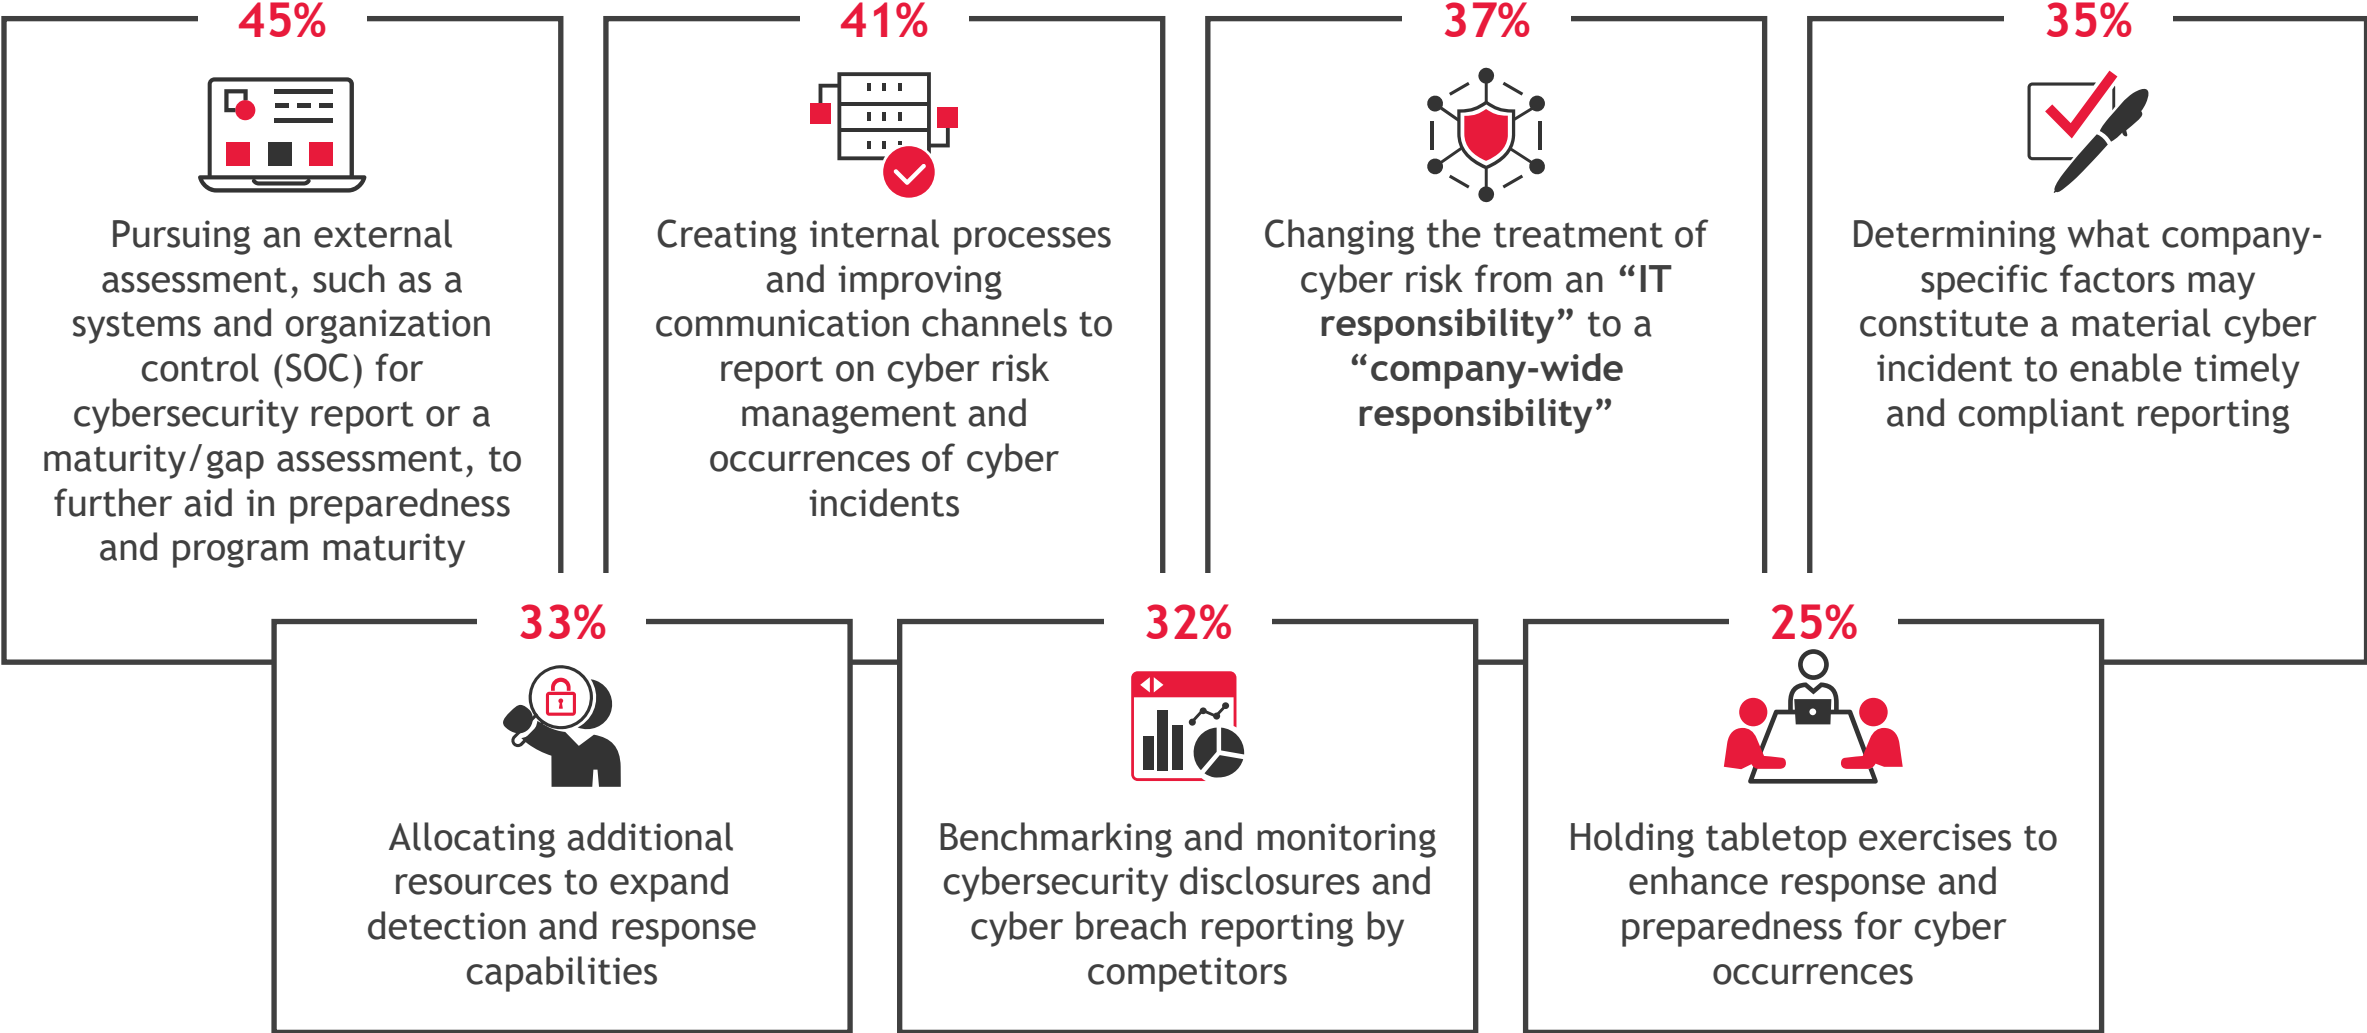 45%
Pursuing an external
assessment, such as a
systems and organization
control (SOC) for
cybersecurity report or a
maturity/gap assessment, to
further aid in preparedness
and program maturity
41%
Creating internal processes
and improving
communication channels to
report on cyber risk
management and
occurrences of cyber
incidents
37%
Changing the treatment of
cyber risk from an “IT
responsibility” to a
“company-wide
responsibility”
35%
Determining what company-
specific factors may
constitute a material cyber
incident to enable timely
and compliant reporting
33%
Allocating additional
resources to expand
detection and response
capabilities
32%
Benchmarking and monitoring
cybersecurity disclosures and
cyber breach reporting by
competitors
25%
Holding tabletop exercises to
enhance response and
preparedness for cyber
occurrences